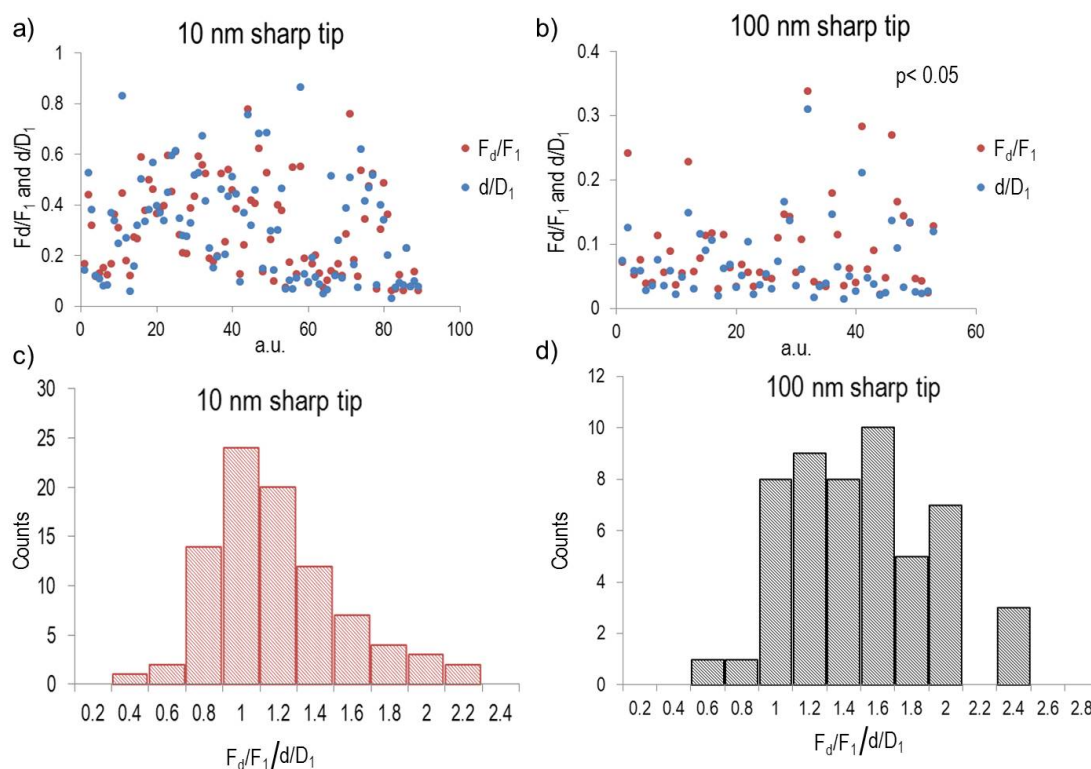 a)
10 nm sharp tip
Fd/F₁ and d/D₁
1
0.8
0.6
0.4
0.2
0
0 20 40 60 80 100
a.u.
F_d/F₁
d/D₁
b)
100 nm sharp tip
p< 0.05
Fd/F₁ and d/D₁
0.4
0.3
0.2
0.1
0
0 20 40 60
a.u.
F_d/F₁
d/D₁
c)
10 nm sharp tip
Counts
30
25
20
15
10
5
0
0.2 0.4 0.6 0.8 1 1.2 1.4 1.6 1.8 2 2.2 2.4
F_d/F₁/d/D₁
d)
100 nm sharp tip
Counts
12
10
8
6
4
2
0
0.2 0.4 0.6 0.8 1 1.2 1.4 1.6 1.8 2 2.2 2.4 2.6 2.8
F_d/F₁/d/D₁